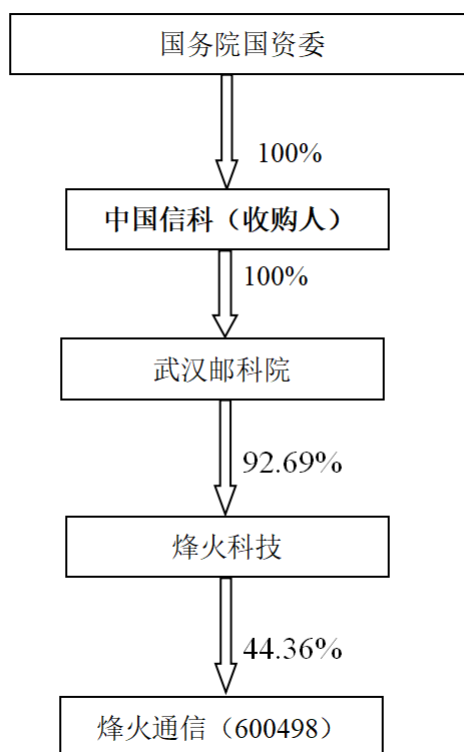 国务院国资委
100%
中国信科（收购人）
100%
武汉邮科院
92.69%
烽火科技
44.36%
烽火通信（600498）